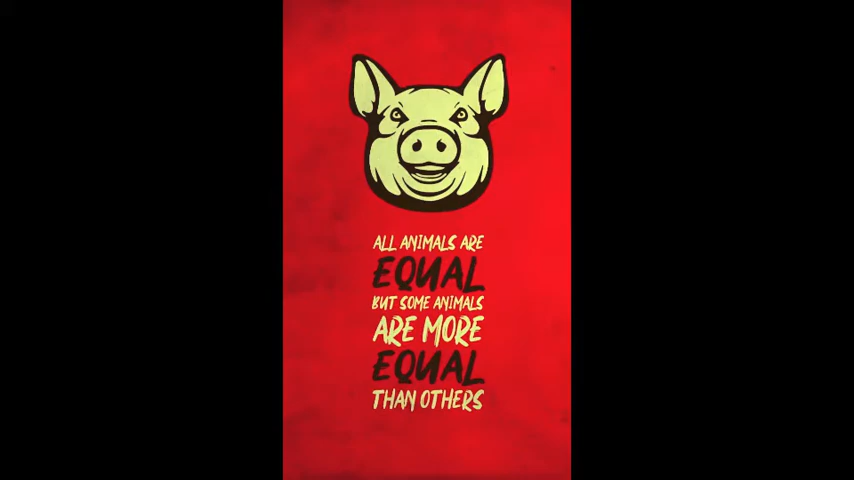 ALL ANIMALS ARE
EQUAL
BUT SOME ANIMALS
ARE MORE
EQUAL
THAN OTHERS